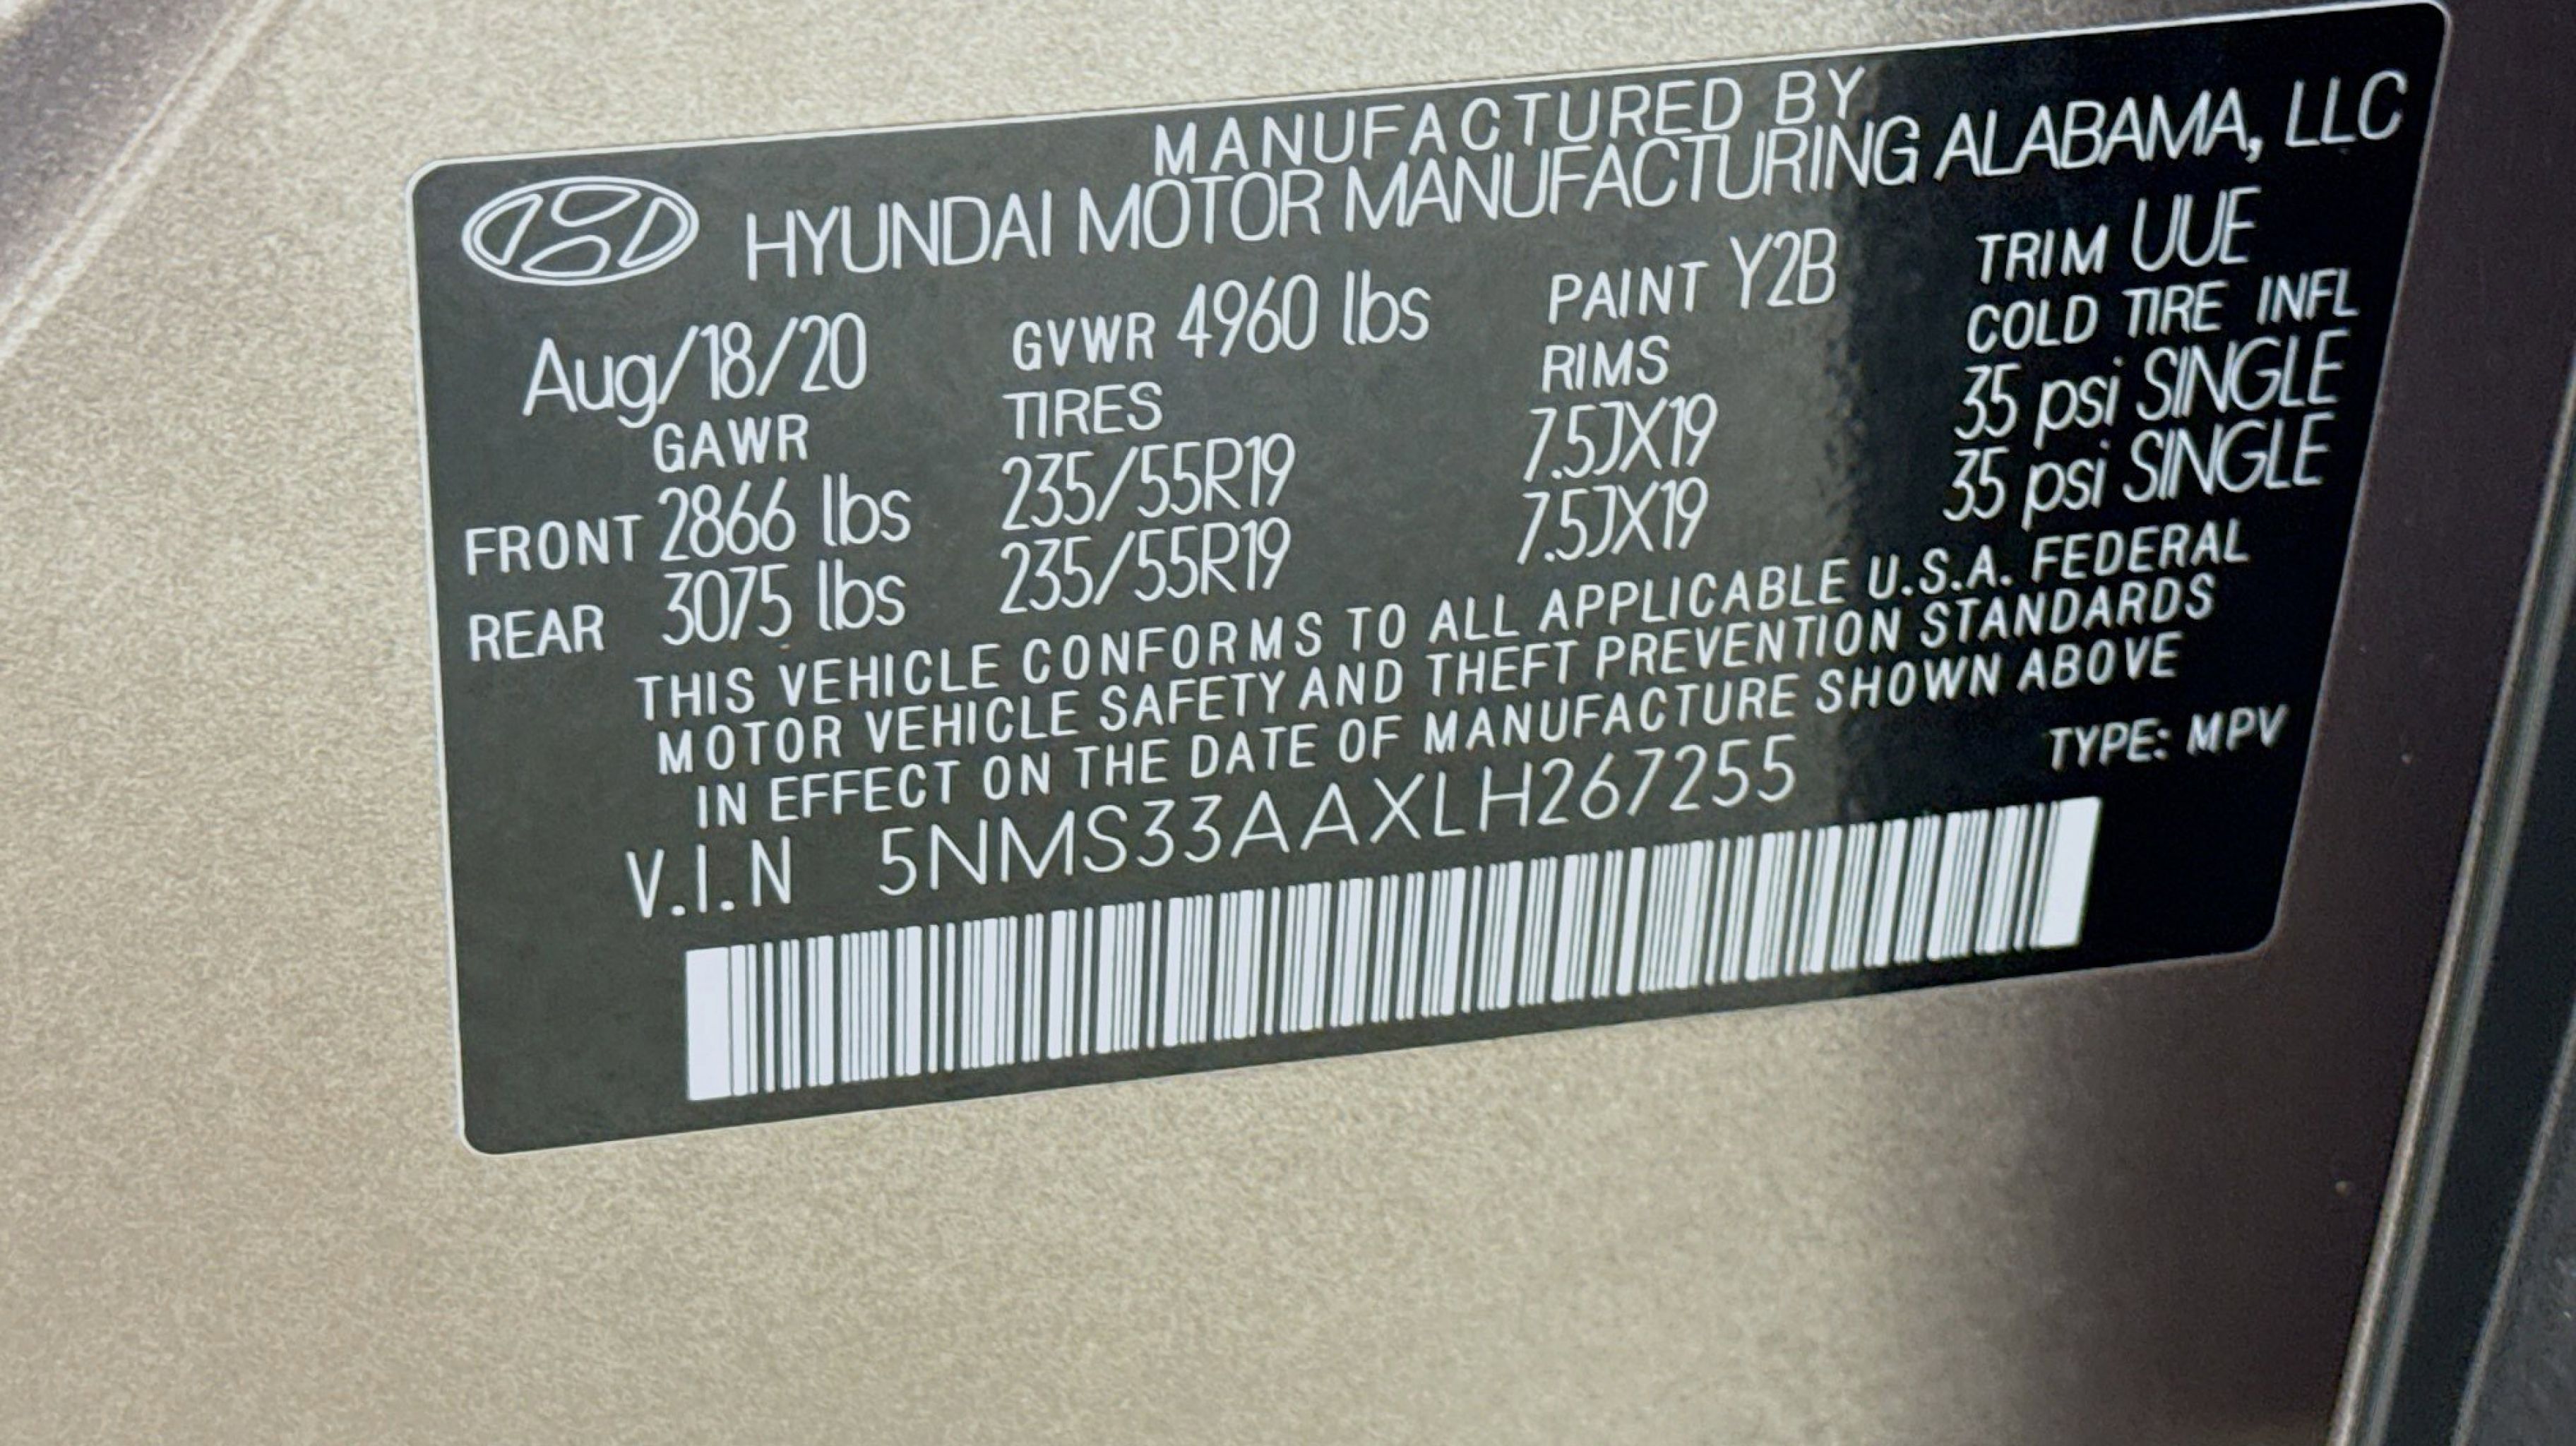 MANUFACTURED BY
HYUNDAI MOTOR MANUFACTURING ALABAMA, LLC
Aug/18/20 GVWR 4960 lbs PAINT Y2B TRIM UUE
GAWR TIRES RIMS COLD TIRE INFL
FRONT 2866 lbs 235/55R19 7.5JX19 35 psi SINGLE
REAR 3075 lbs 235/55R19 7.5JX19 35 psi SINGLE
THIS VEHICLE CONFORMS TO ALL APPLICABLE U.S.A. FEDERAL
MOTOR VEHICLE SAFETY AND THEFT PREVENTION STANDARDS
IN EFFECT ON THE DATE OF MANUFACTURE SHOWN ABOVE
V.I.N 5NMS33AAXLH267255 TYPE: MPV